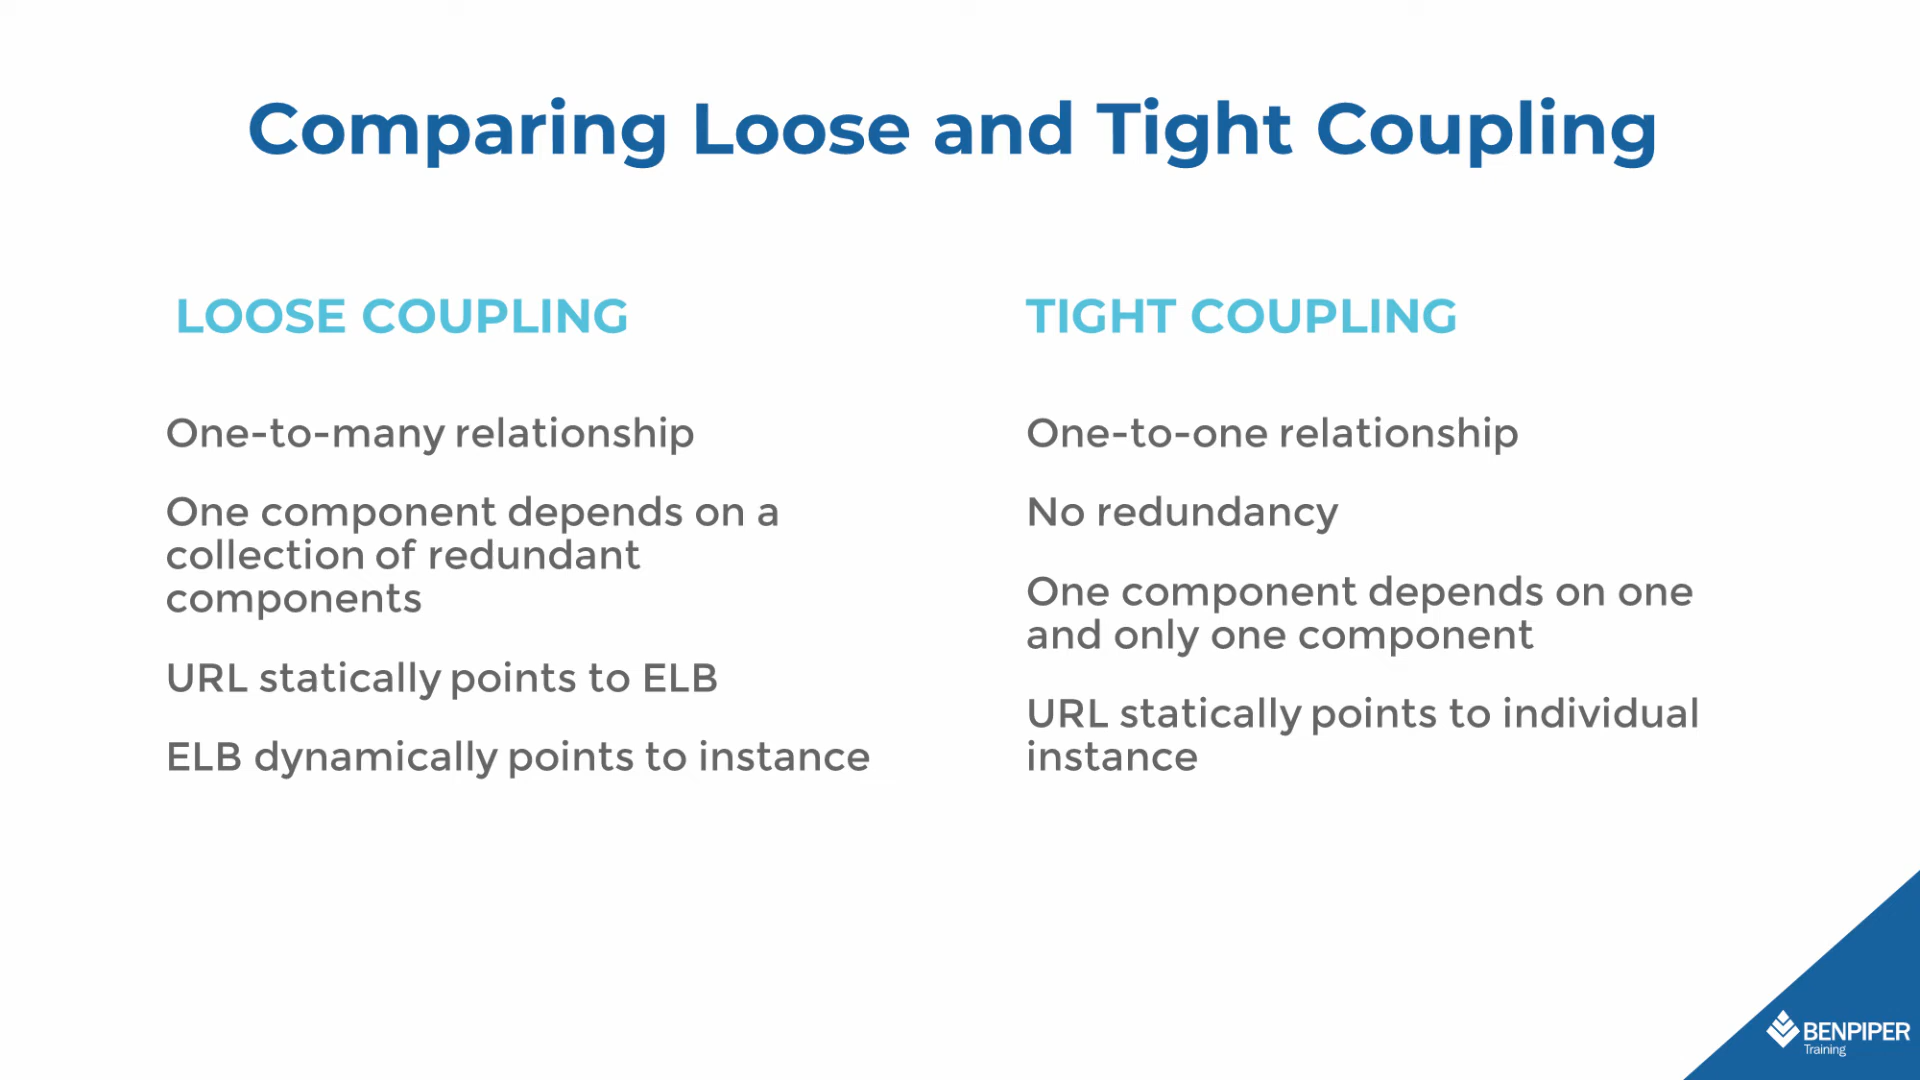 Comparing Loose and Tight Coupling
LOOSE COUPLING
One-to-many relationship
One component depends on a
collection of redundant
components
URL statically points to ELB
ELB dynamically points to instance
TIGHT COUPLING
One-to-one relationship
No redundancy
One component depends on one
and only one component
URL statically points to individual
instance
BENPIPER
Training